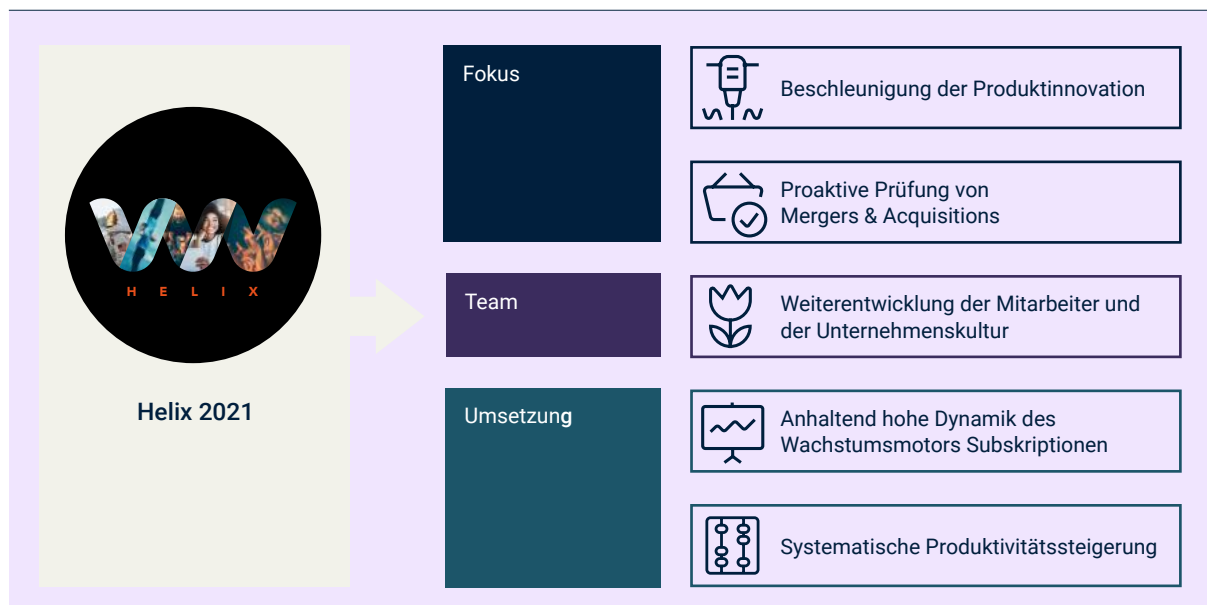 HELIX
Helix 2021
Fokus
Beschleunigung der Produktinnovation
Proaktive Prüfung von
Mergers & Acquisitions
Team
Weiterentwicklung der Mitarbeiter und
der Unternehmenskultur
Umsetzung
Anhaltend hohe Dynamik des
Wachstumsmotors Subskriptionen
Systematische Produktivitätssteigerung